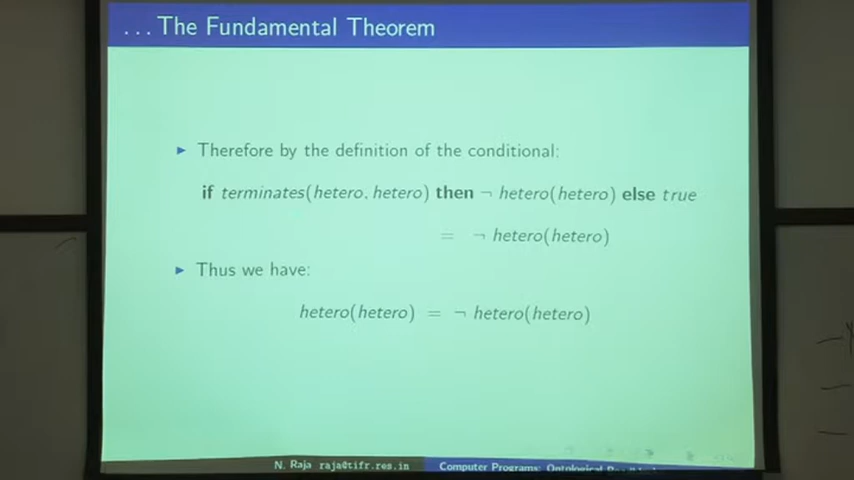 ... The Fundamental Theorem
► Therefore by the definition of the conditional:
if terminates(hetero, hetero) then ¬ hetero(hetero) else true
= ¬ hetero(hetero)
► Thus we have:
hetero(hetero) = ¬ hetero(hetero)
N. Raja raja@tifr.res.in Computer Programs: Ontological